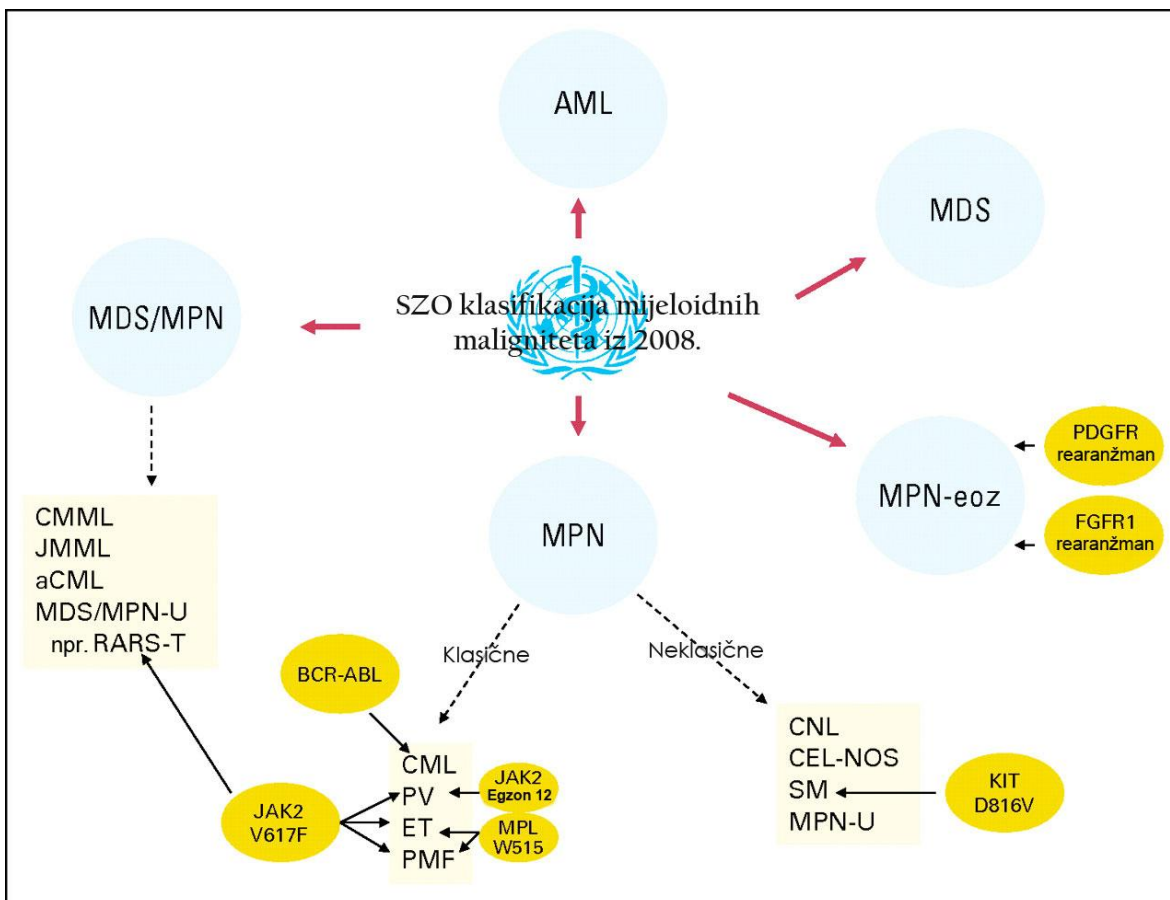 AML
MDS
MDS/MPN
SZO klasifikacija mijeloidnih
maligniteta iz 2008.
PDGFR
rearanžman
MPN-eoz
FGFR1
rearanžman
MPN
CMML
JMML
aCML
MDS/MPN-U
npr. RARS-T
Klasične
Neklasične
BCR-ABL
CML
PV
ET
PMF
JAK2
Egzon 12
MPL
W515
JAK2
V617F
CNL
CEL-NOS
SM
MPN-U
KIT
D816V